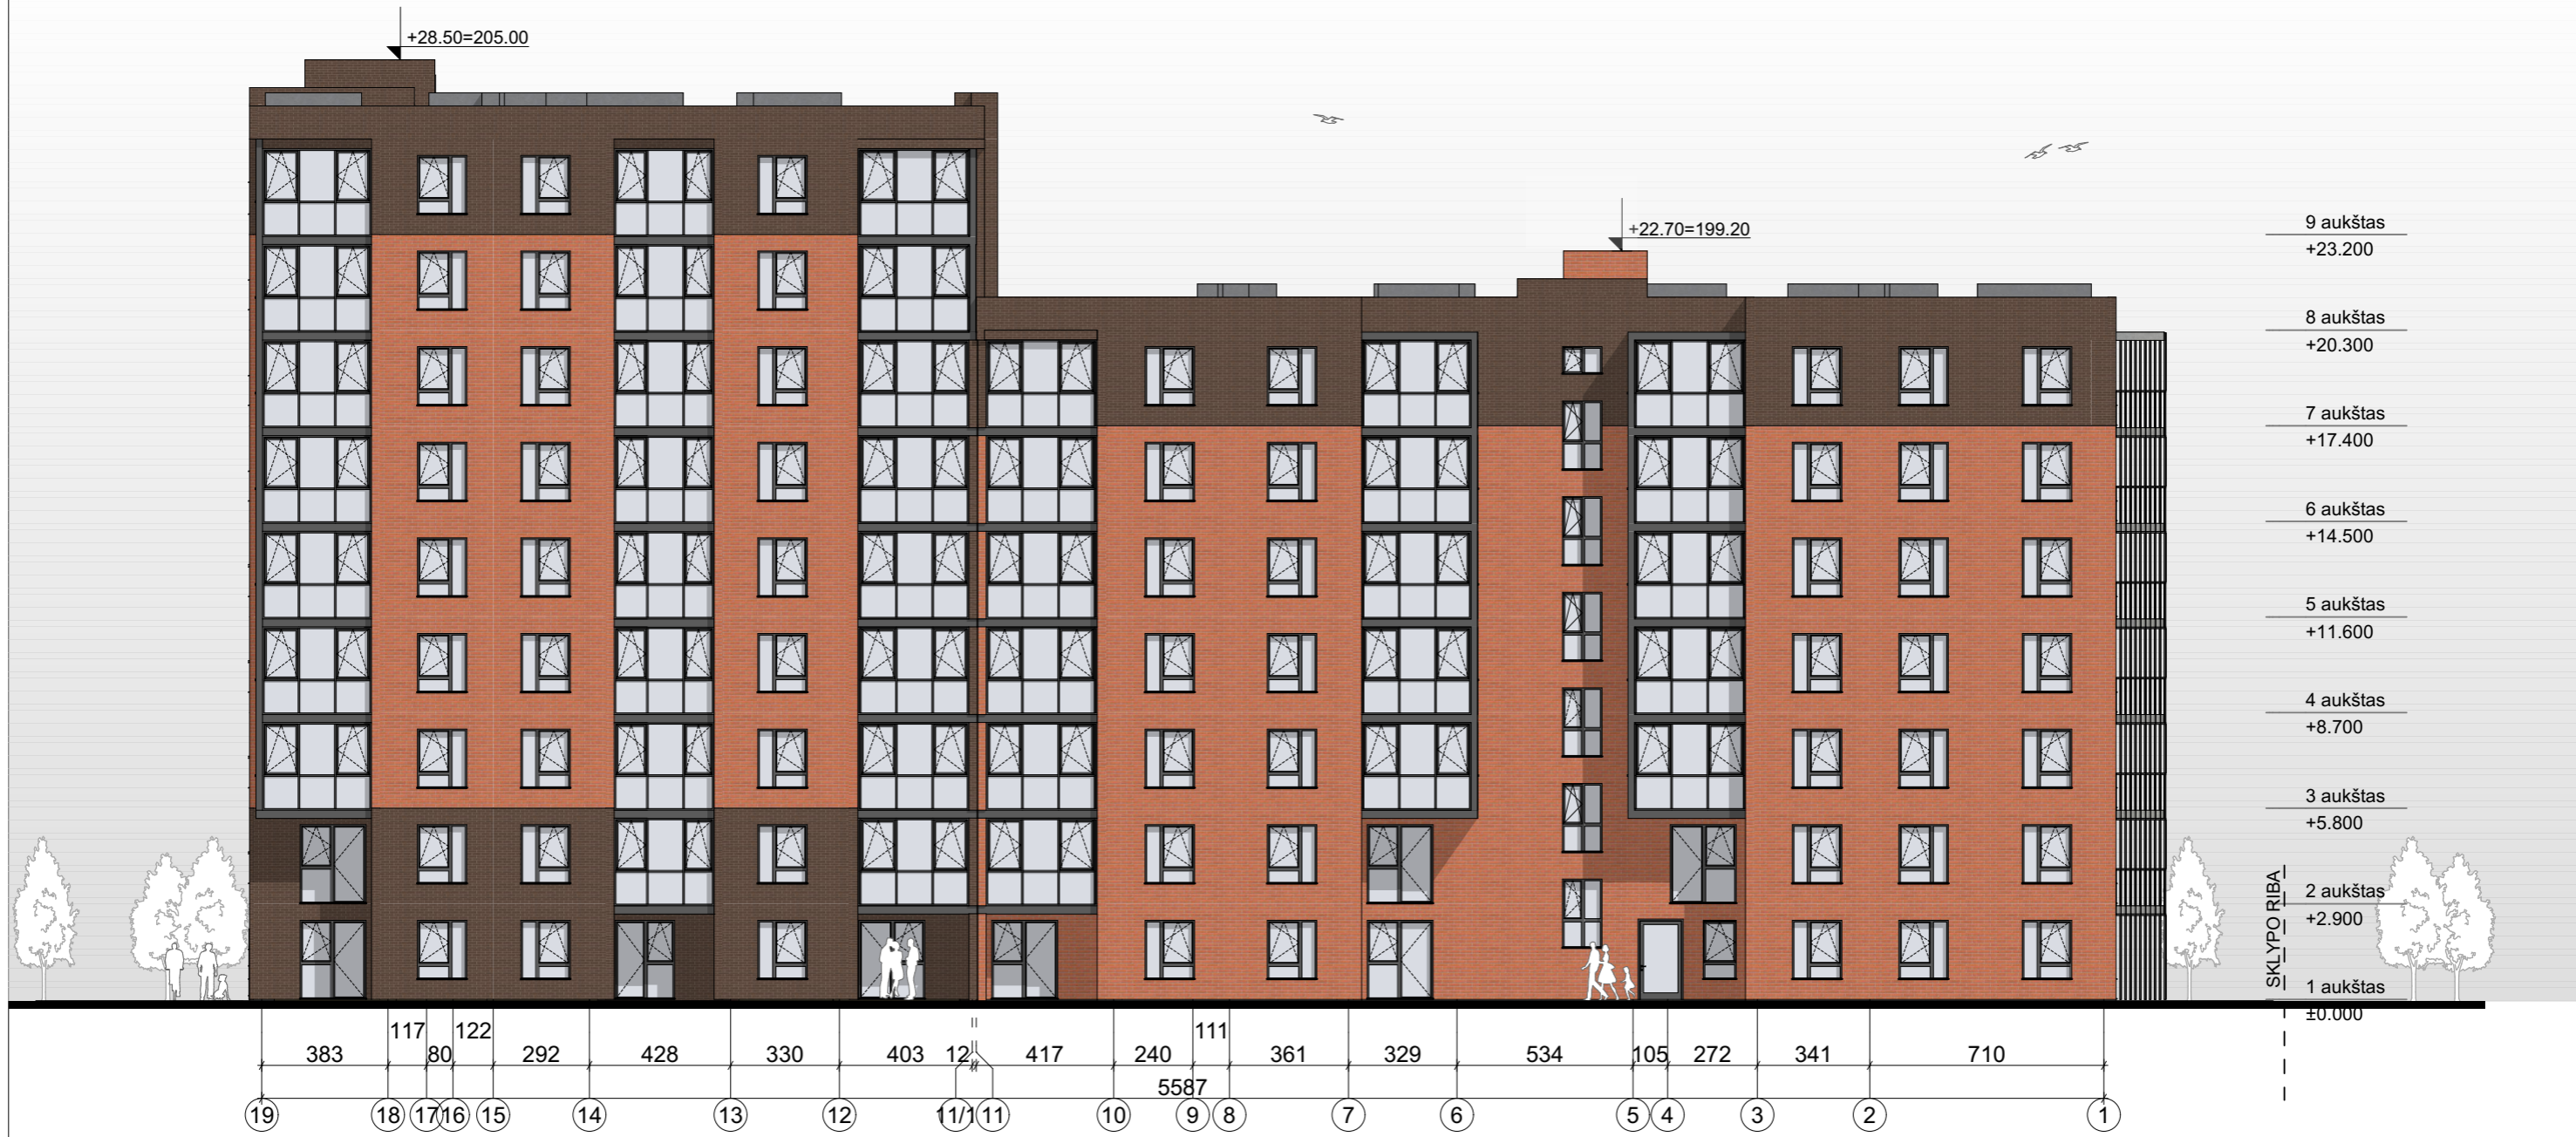 +28.50=205.00
+22.70=199.20
9 aukštas
+23.200
8 aukštas
+20.300
7 aukštas
+17.400
6 aukštas
+14.500
5 aukštas
+11.600
4 aukštas
+8.700
3 aukštas
+5.800
2 aukštas
+2.900
1 aukštas
±0.000
SKLYPO RIBA
117 122 111
383 80 292 428 330 403 12 417 240 361 329 534 105 272 341 710
5587
19 18 17 16 15 14 13 12 11/1 11 10 9 8 7 6 5 4 3 2 1